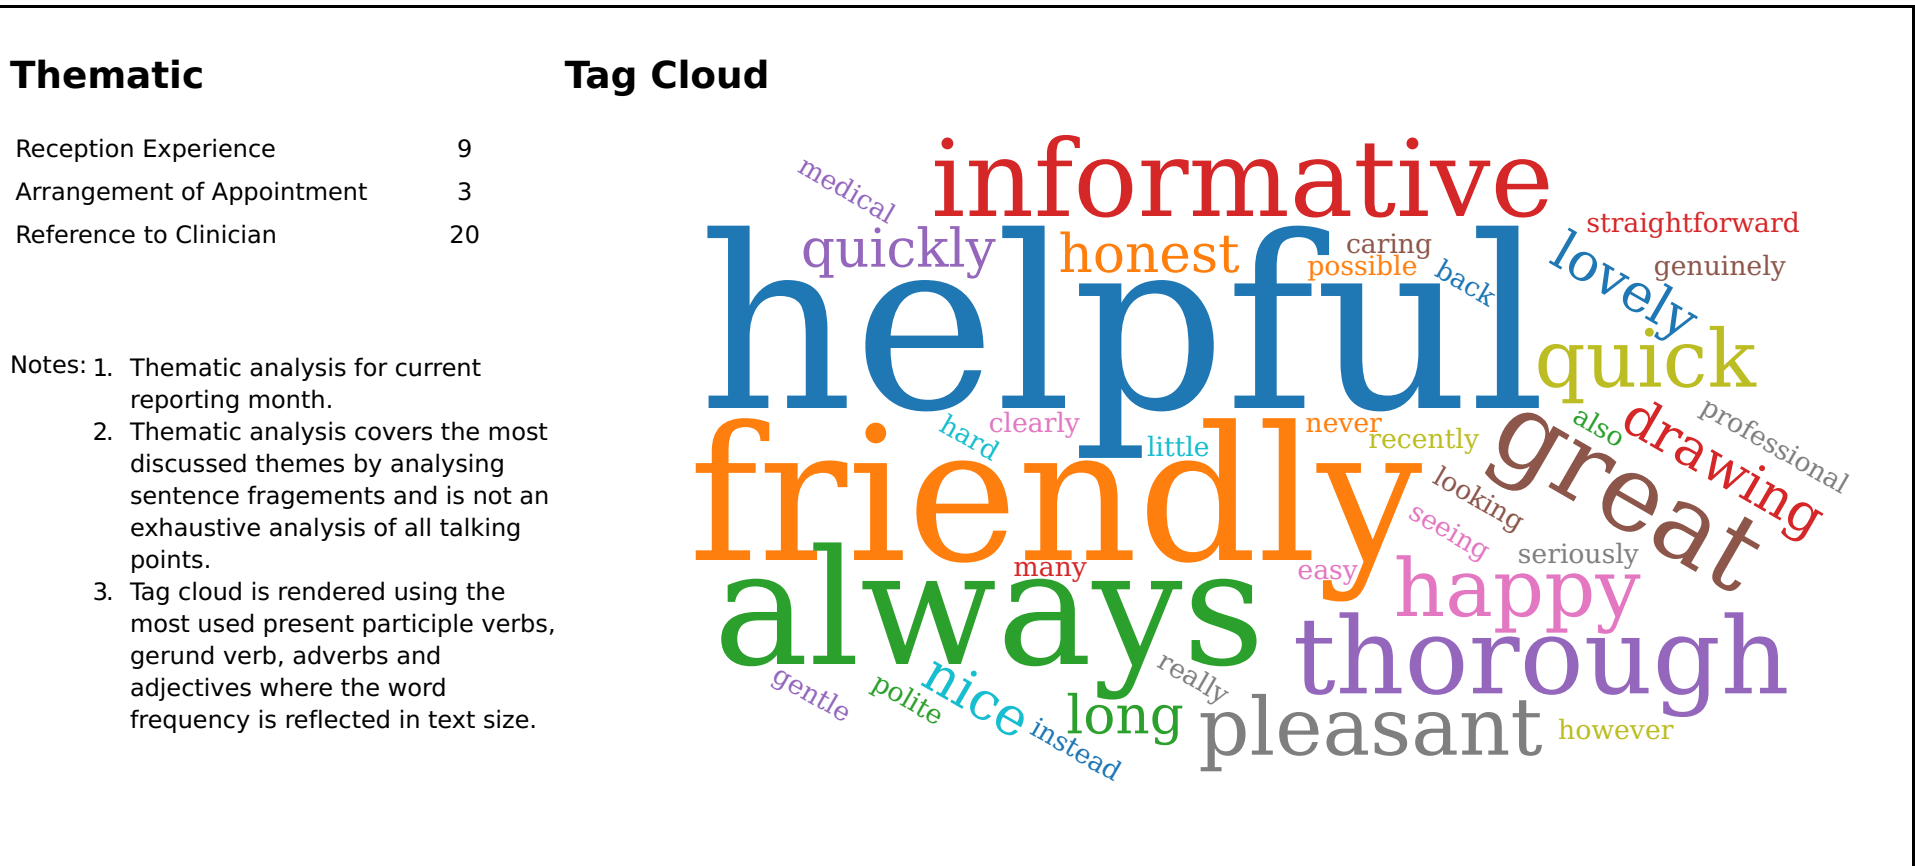 Thematic
Reception Experience 9
Arrangement of Appointment 3
Reference to Clinician 20
Notes: 1. Thematic analysis for current
reporting month.
2. Thematic analysis covers the most
discussed themes by analysing
sentence fragements and is not an
exhaustive analysis of all talking
points.
3. Tag cloud is rendered using the
most used present participle verbs,
gerund verb, adverbs and
adjectives where the word
frequency is reflected in text size.
Tag Cloud
medical
informative
straightforward
quickly
honest
caring
possible
back
lovely
genuinely
helpful
quick
hard
clearly
little
never
recently
great
also
drawing
professional
friendly
looking
seeing
seriously
always
many
easy
happy
thorough
gentle
polite
nice
instead
really
long
pleasant
however